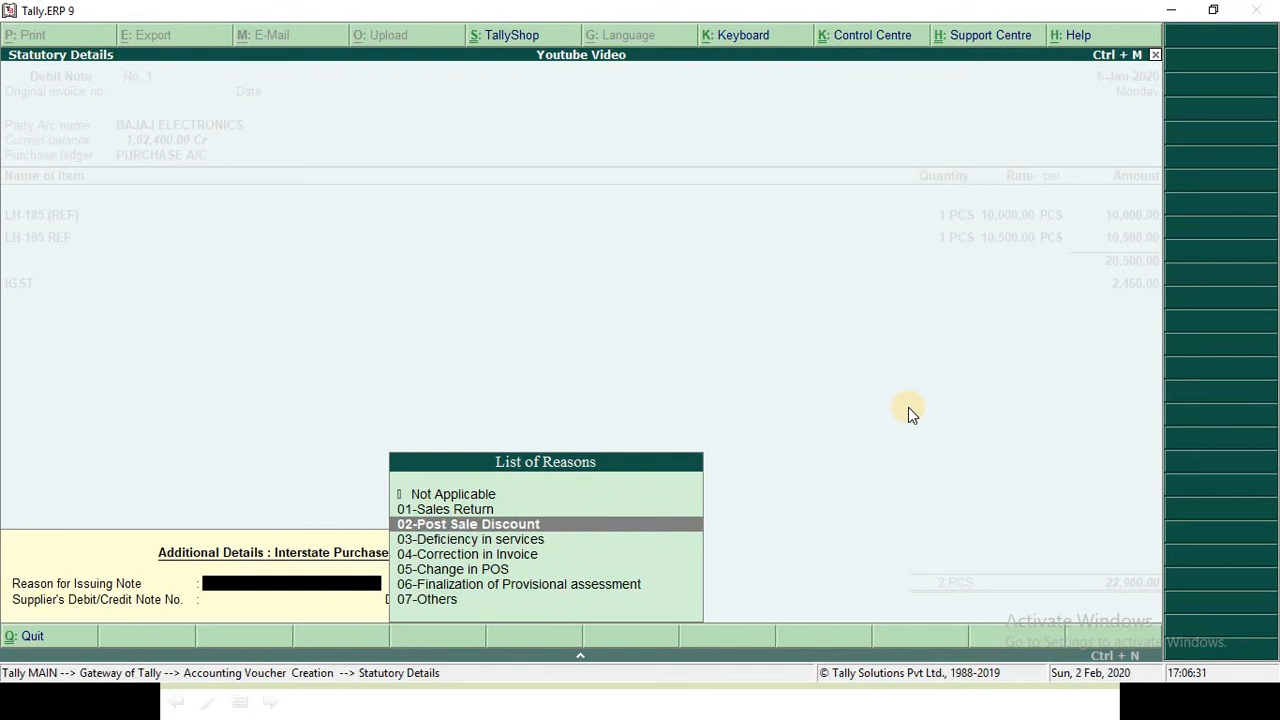 Tally.ERP 9
P: Print E: Export M: E-Mail O: Upload S: TallyShop G: Language K: Keyboard K: Control Centre H: Support Centre H: Help
Statutory Details Youtube Video Ctrl + M
Debit Note No. 1 6-Jan-2020
Original invoice no. Date Monday
Party A/c name BAJAJ ELECTRONICS
Current balance 1,62,400.00 Cr
Purchase ledger PURCHASE A/C
Name of Item Quantity Rate per Amount
LH-185 (REF) 1 PCS 10,000.00 PCS 10,000.00
LH-195 REF 1 PCS 10,500.00 PCS 10,500.00
20,500.00
IGST 2,460.00
List of Reasons
Not Applicable
01-Sales Return
02-Post Sale Discount
03-Deficiency in services
04-Correction in Invoice
05-Change in POS
06-Finalization of Provisional assessment
07-Others
Additional Details : Interstate Purchase
Reason for Issuing Note :
Supplier's Debit/Credit Note No. :
2 PCS 22,960.00
Activate Windows
Go to Settings to activate Windows.
Q: Quit
Ctrl + N
Tally MAIN --> Gateway of Tally --> Accounting Voucher Creation --> Statutory Details © Tally Solutions Pvt Ltd., 1988-2019 Sun, 2 Feb, 2020 17:06:31